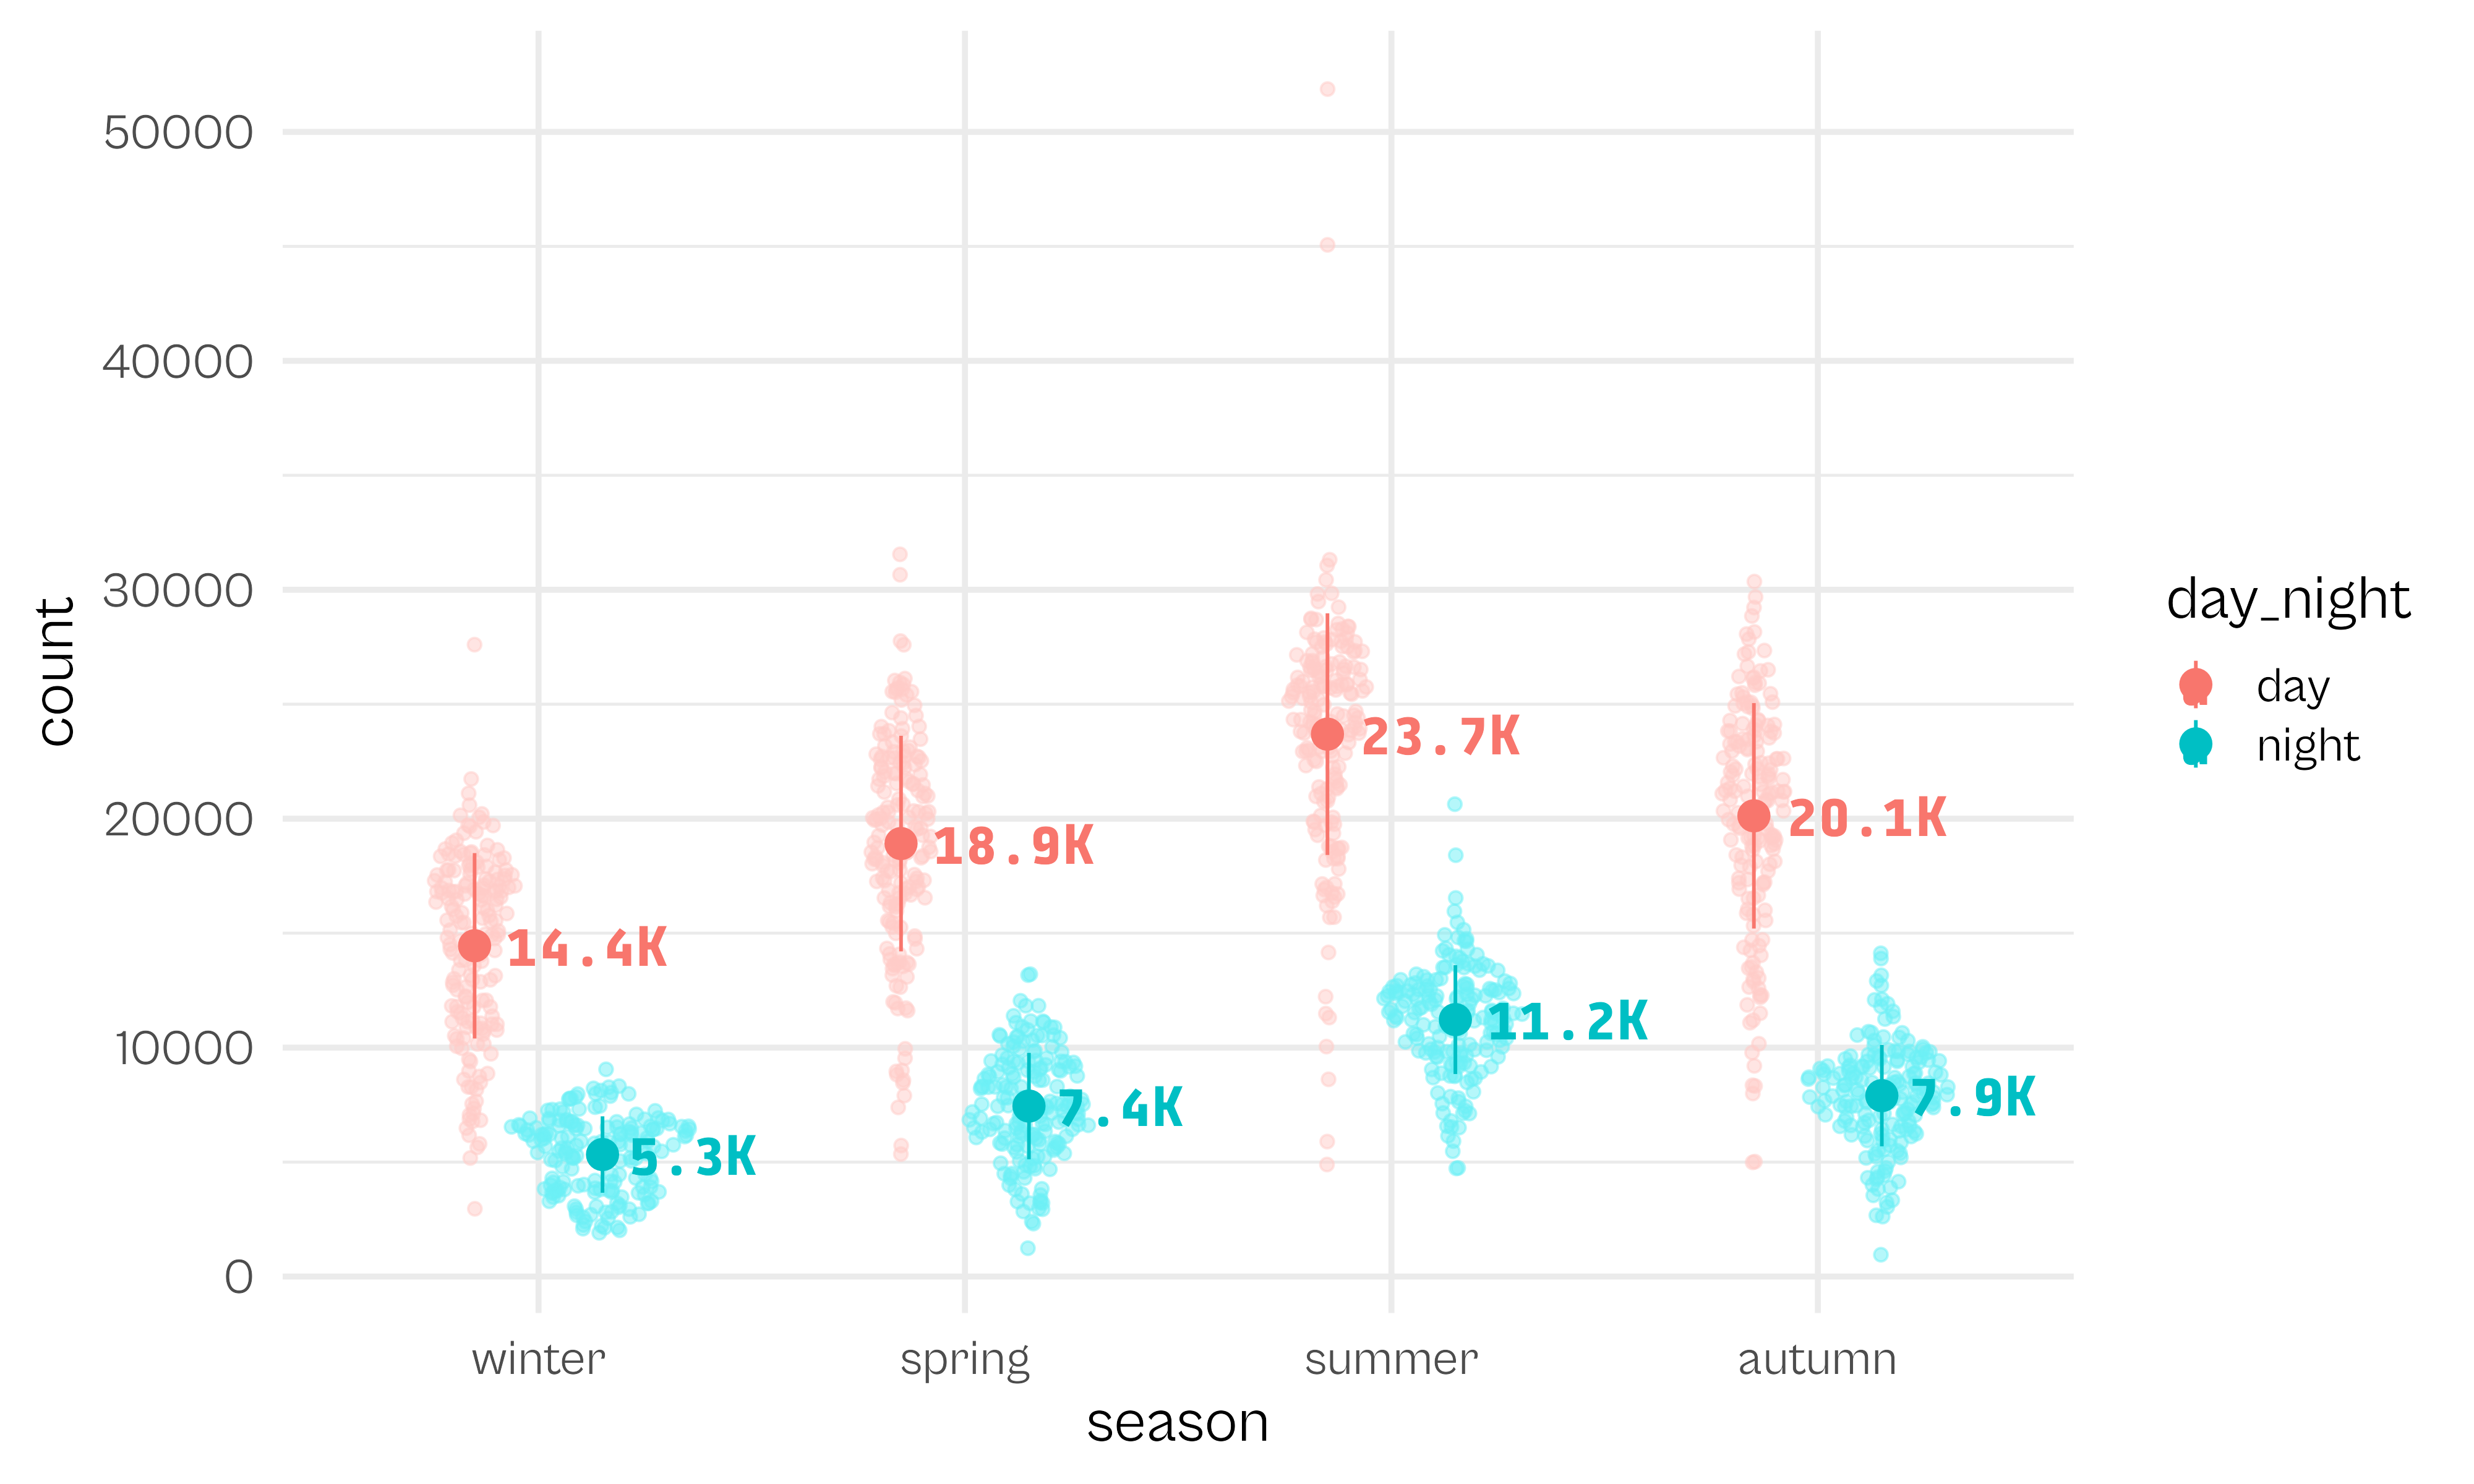 50000
40000
30000
20000
10000
0
count
14.4K
5.3K
18.9K
7.4K
23.7K
11.2K
20.1K
7.9K
winter
spring
summer
autumn
season
day_night
day
night